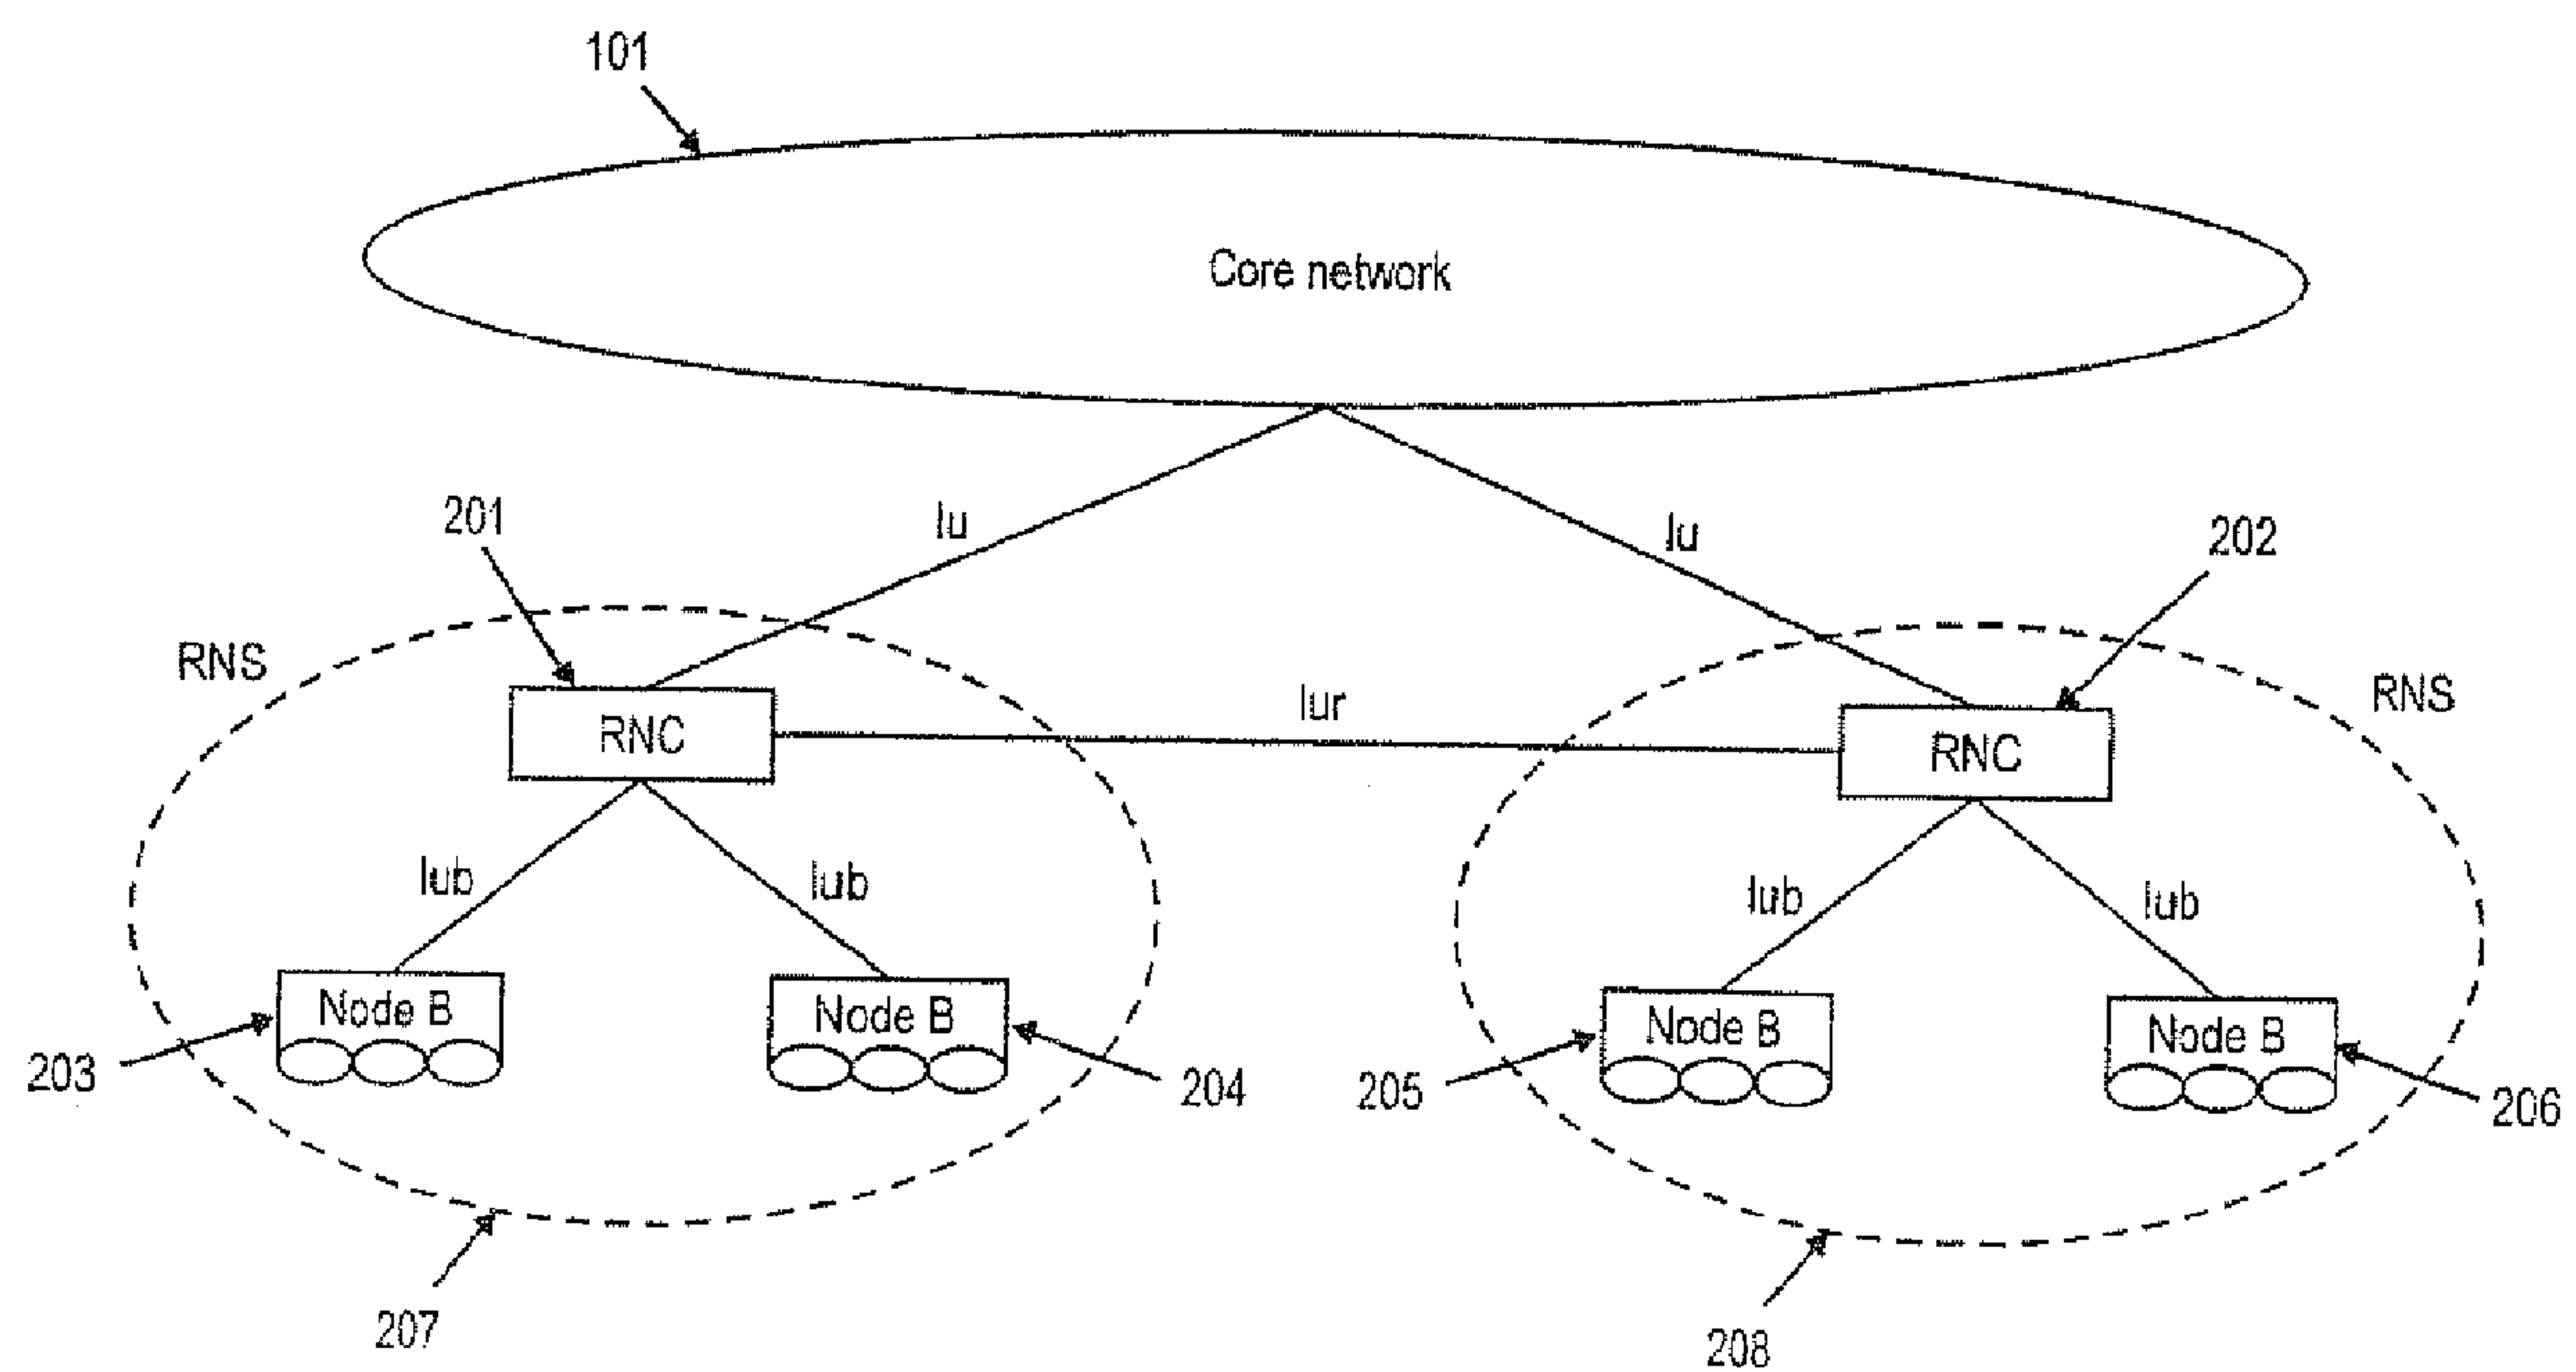 101
Core network
201
Iu
Iu
202
RNS
RNS
RNC
Iur
RNC
Iub
Iub
Iub
Iub
Node B
Node B
Node B
Node B
203
204
205
206
207
208